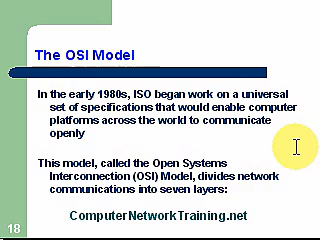 The OSI Model
In the early 1980s, ISO began work on a universal
set of specifications that would enable computer
platforms across the world to communicate
openly
This model, called the Open Systems
Interconnection (OSI) Model, divides network
communications into seven layers:
ComputerNetworkTraining.net
18